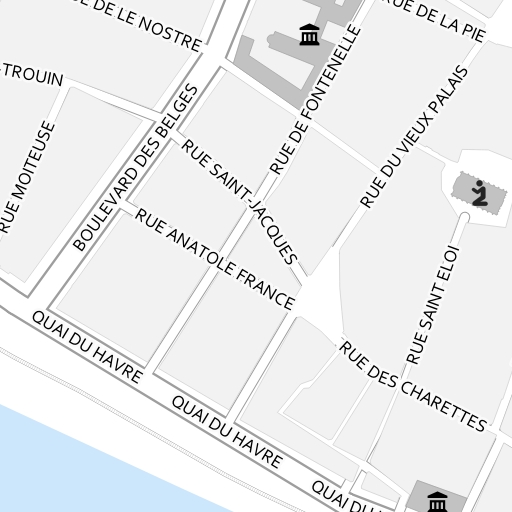 E DE LE NOSTRE
RUE DE LA PIE
-TROUIN
RUE DE FONTENELLE
RUE DU VIEUX PALAIS
BOULEVARD DES BELGES
RUE MOITEUSE
RUE SAINT-JACQUES
RUE ANATOLE FRANCE
RUE SAINT ELOI
QUAI DU HAVRE
RUE DES CHARETTES
QUAI DU HAVRE
QUAI DU H